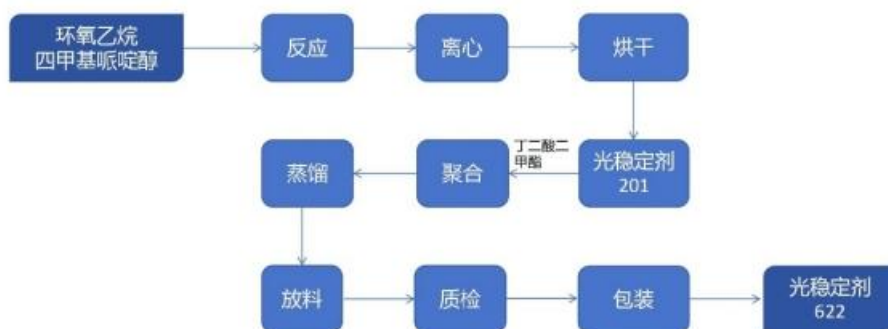 环氧乙烷
四甲基哌啶醇
反应
离心
烘干
光稳定剂
201
丁二酸二
甲酯
聚合
蒸馏
放料
质检
包装
光稳定剂
622